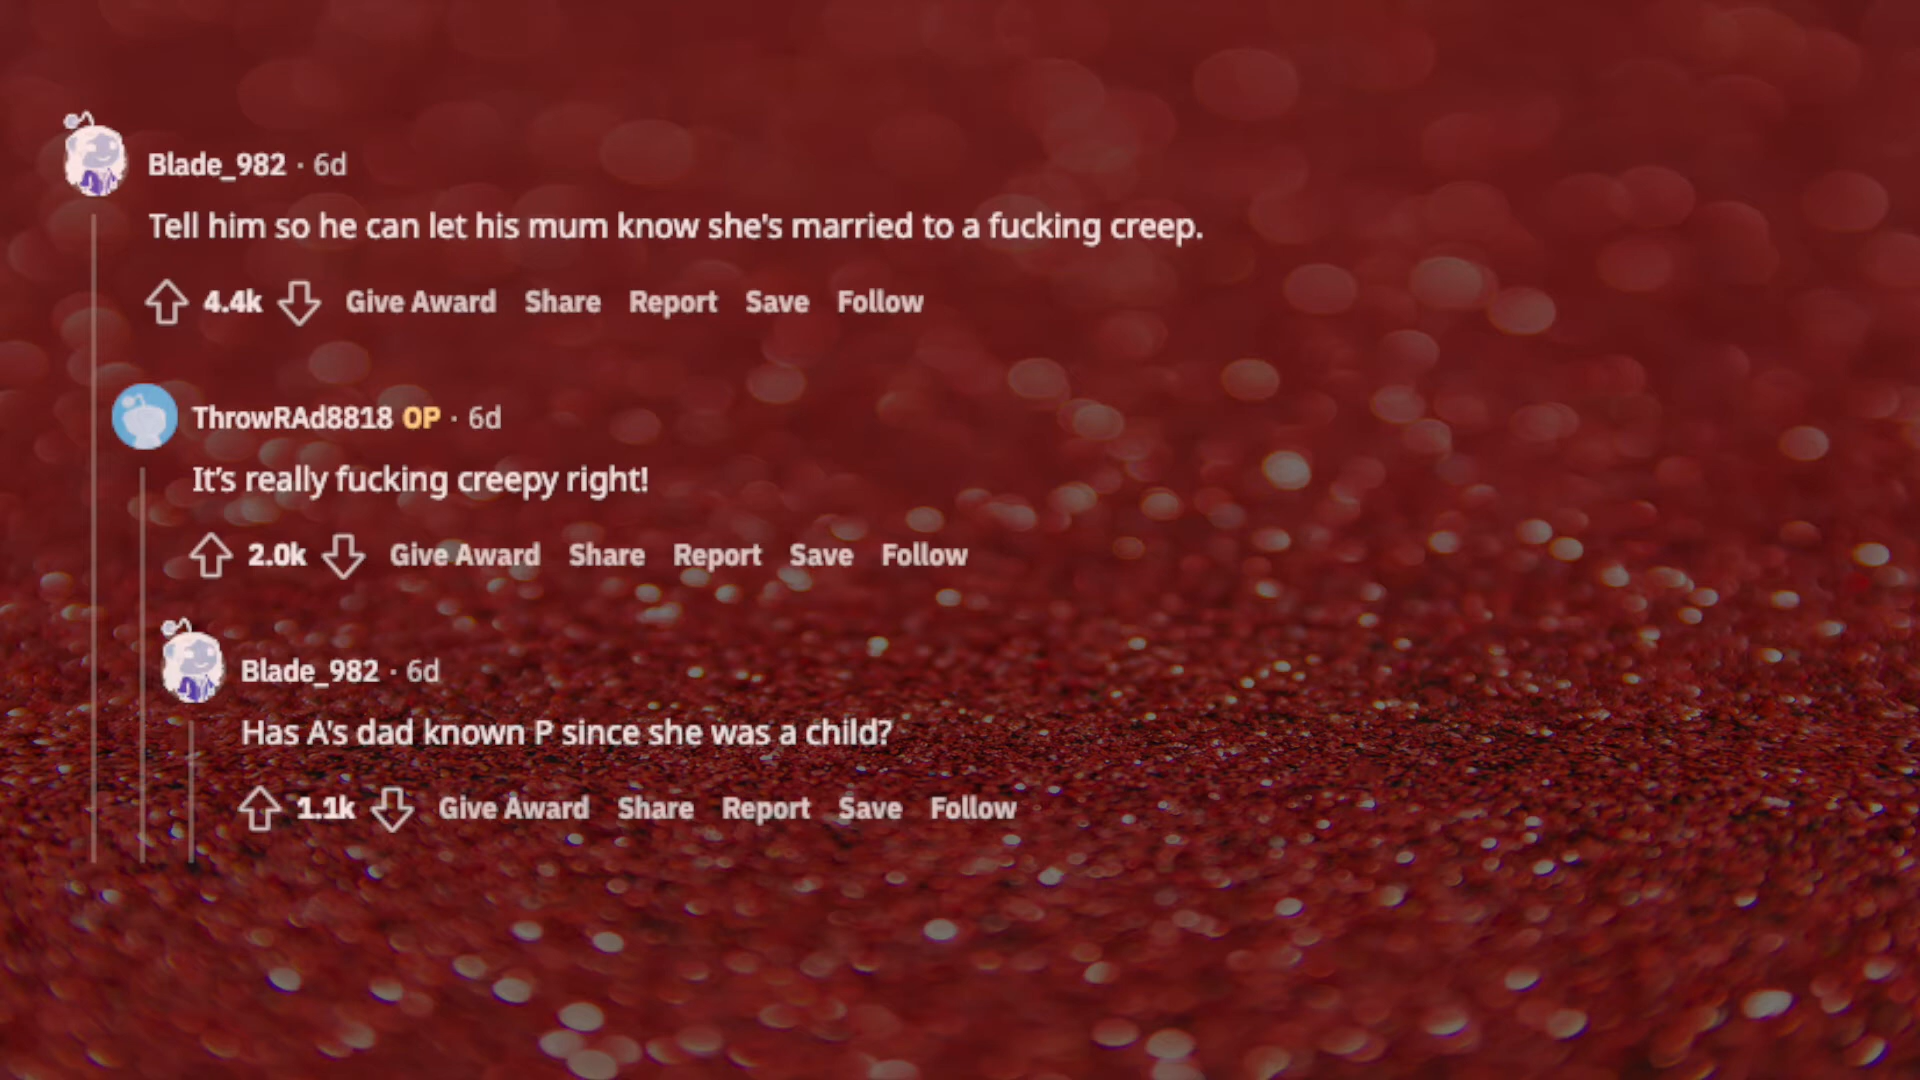 Blade_982 · 6d
Tell him so he can let his mum know she's married to a fucking creep.
4.4k Give Award Share Report Save Follow
ThrowRAd8818 OP · 6d
It's really fucking creepy right!
2.0k Give Award Share Report Save Follow
Blade_982 · 6d
Has A's dad known P since she was a child?
1.1k Give Award Share Report Save Follow